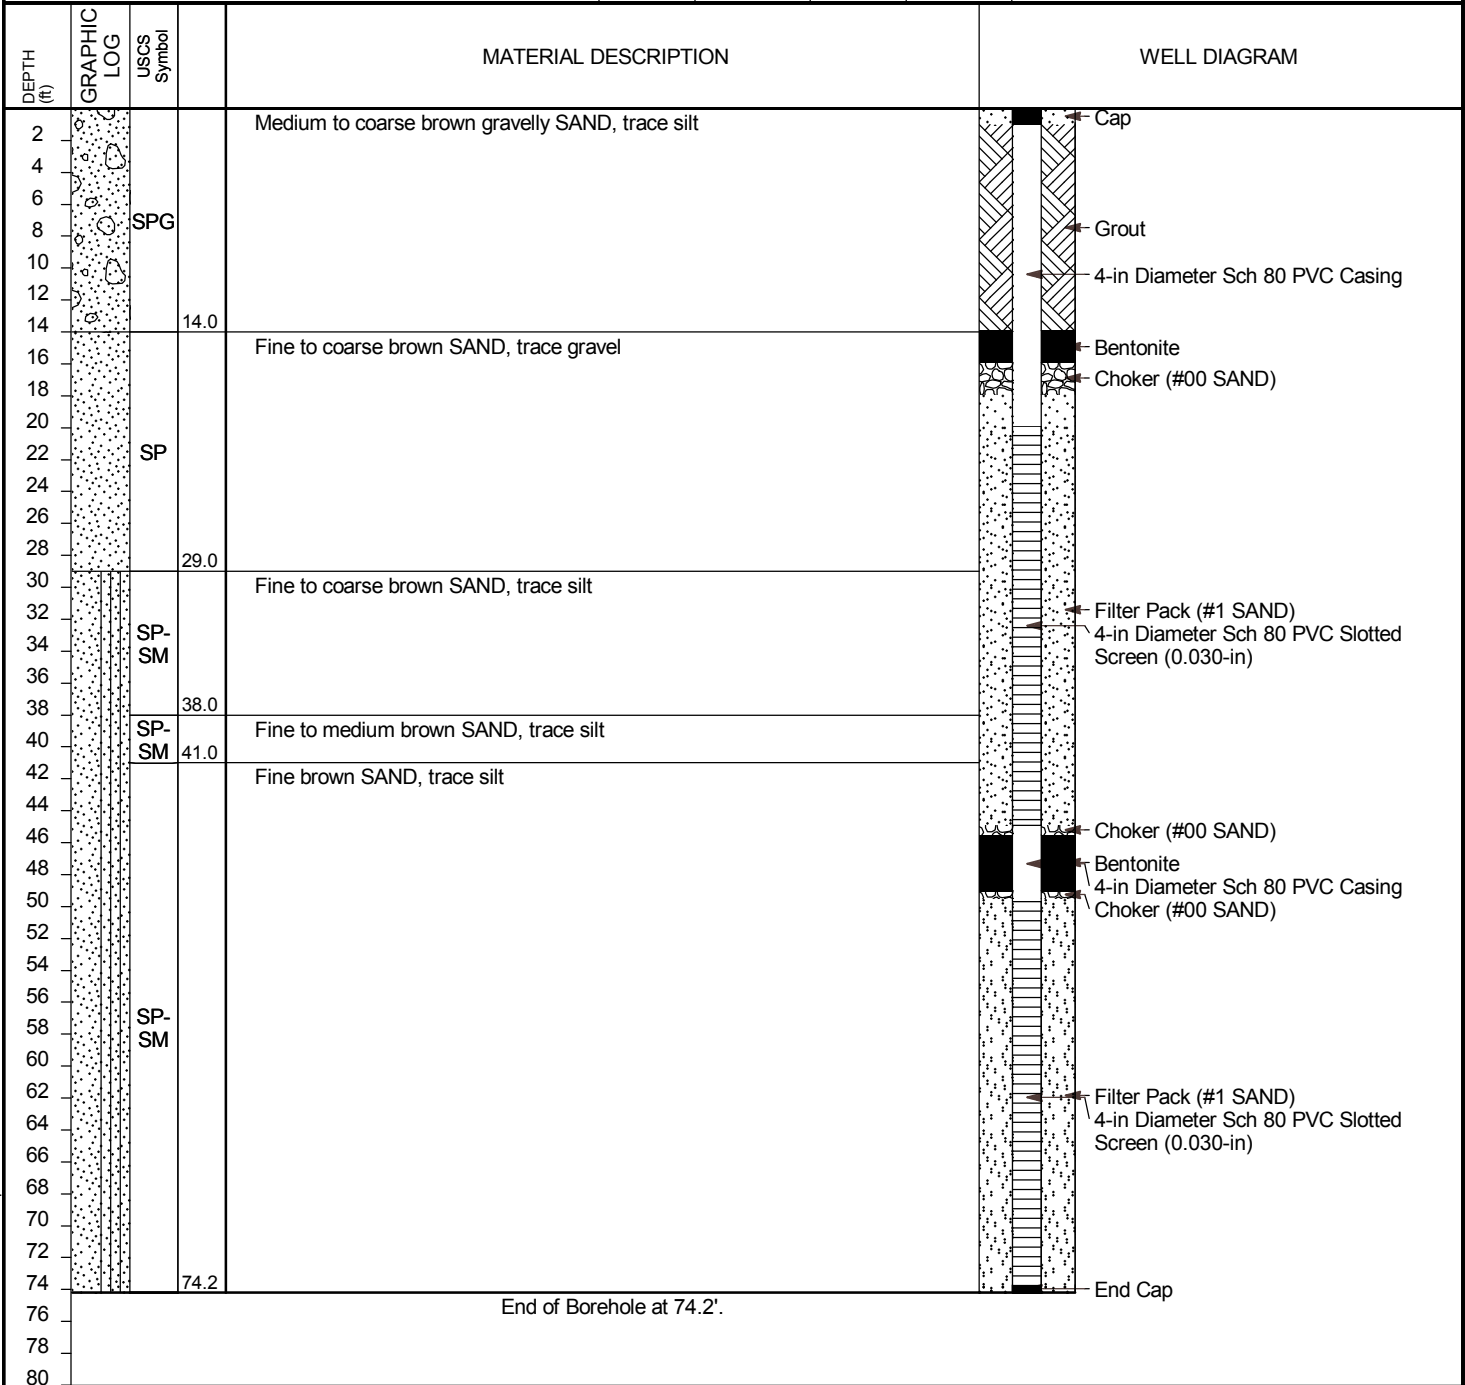 DEPTH
(ft)
GRAPHIC
LOG
USCS
Symbol
MATERIAL DESCRIPTION
WELL DIAGRAM
Medium to coarse brown gravelly SAND, trace silt
Cap
2
4
6
8
SPG
Grout
10
4-in Diameter Sch 80 PVC Casing
12
14
14.0
Fine to coarse brown SAND, trace gravel
Bentonite
16
Choker (#00 SAND)
18
20
22
SP
24
26
28
29.0
30
Fine to coarse brown SAND, trace silt
32
Filter Pack (#1 SAND)
SP-
SM
4-in Diameter Sch 80 PVC Slotted
Screen (0.030-in)
34
36
38
38.0
SP-
SM
Fine to medium brown SAND, trace silt
40
41.0
42
Fine brown SAND, trace silt
44
46
Choker (#00 SAND)
48
Bentonite
4-in Diameter Sch 80 PVC Casing
50
Choker (#00 SAND)
52
54
56
58
SP-
SM
60
62
Filter Pack (#1 SAND)
4-in Diameter Sch 80 PVC Slotted
Screen (0.030-in)
64
66
68
70
72
74
74.2
End Cap
End of Borehole at 74.2'.
76
78
80